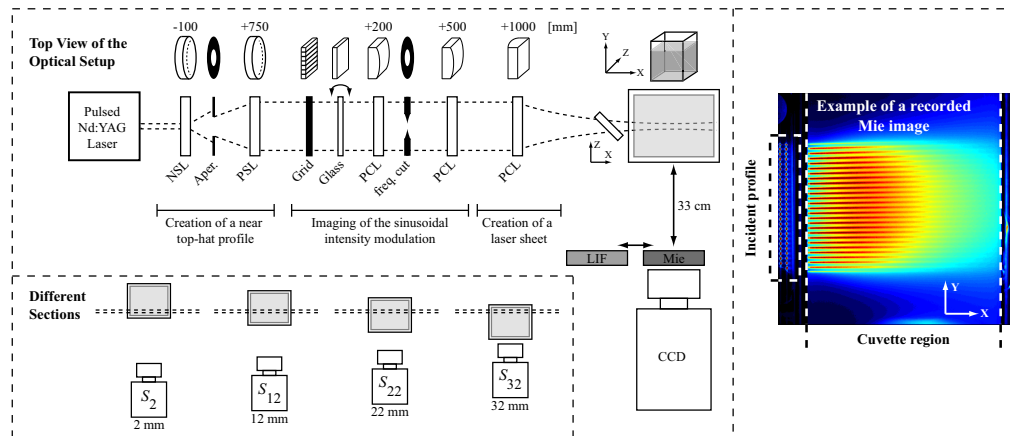 -100
+750
+200
+500
+1000
[mm]
Top View of the
Optical Setup
Y
Z
X
Pulsed
Nd:YAG
Laser
NSL
Aper.
PSL
Grid
Glass
PCL
freq. cut
PCL
PCL
Z
X
Creation of a near
top-hat profile
Imaging of the sinusoidal
intensity modulation
Creation of
a laser sheet
33 cm
LIF
Mie
CCD
Different
Sections
S2
2 mm
S12
12 mm
S22
22 mm
S32
32 mm
Example of a recorded
Mie image
Incident profile
Y
X
Cuvette region